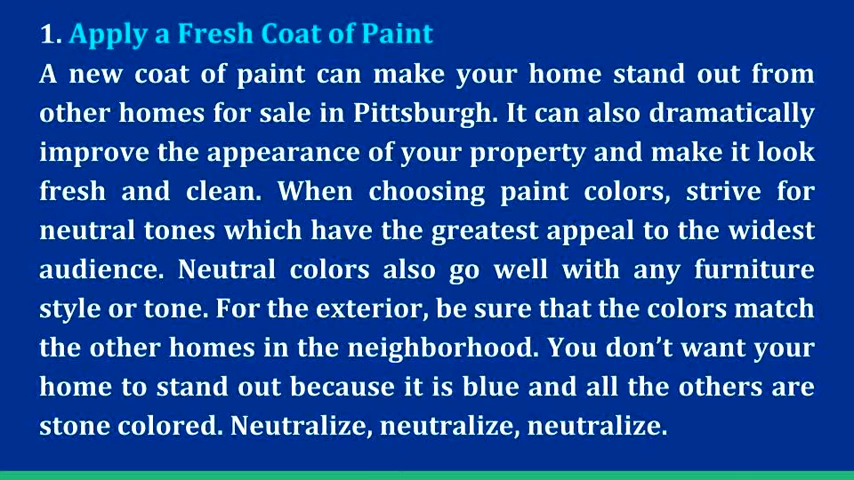 1. Apply a Fresh Coat of Paint
A new coat of paint can make your home stand out from
other homes for sale in Pittsburgh. It can also dramatically
improve the appearance of your property and make it look
fresh and clean. When choosing paint colors, strive for
neutral tones which have the greatest appeal to the widest
audience. Neutral colors also go well with any furniture
style or tone. For the exterior, be sure that the colors match
the other homes in the neighborhood. You don’t want your
home to stand out because it is blue and all the others are
stone colored. Neutralize, neutralize, neutralize.